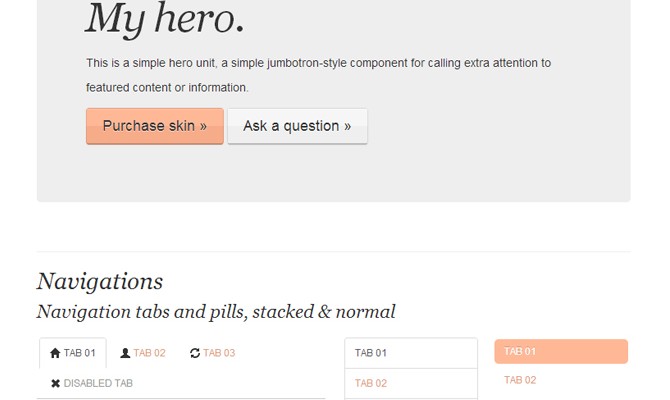 My hero.
This is a simple hero unit, a simple jumbotron-style component for calling extra attention to
featured content or information.
Purchase skin »
Ask a question »
Navigations
Navigation tabs and pills, stacked & normal
TAB 01
TAB 02
TAB 03
DISABLED TAB
TAB 01
TAB 02
TAB 01
TAB 02